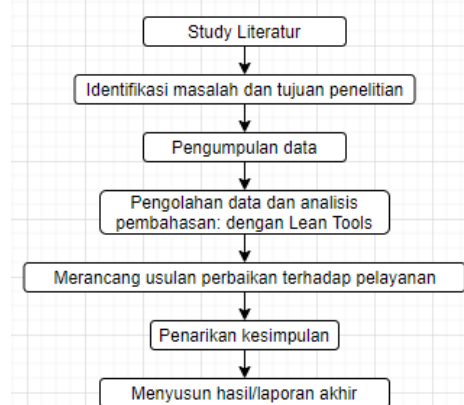 Study Literatur
Identifikasi masalah dan tujuan penelitian
Pengumpulan data
Pengolahan data dan analisis
pembahasan: dengan Lean Tools
Merancang usulan perbaikan terhadap pelayanan
Penarikan kesimpulan
Menyusun hasil/laporan akhir